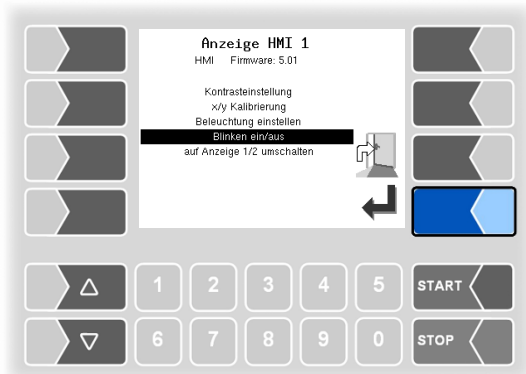 Anzeige HMI 1
HMI Firmware: 5.01
Kontrasteinstellung
x/y Kalibrierung
Beleuchtung einstellen
Blinken ein/aus
auf Anzeige 1/2 umschalten
1 2 3 4 5 START
6 7 8 9 0 STOP